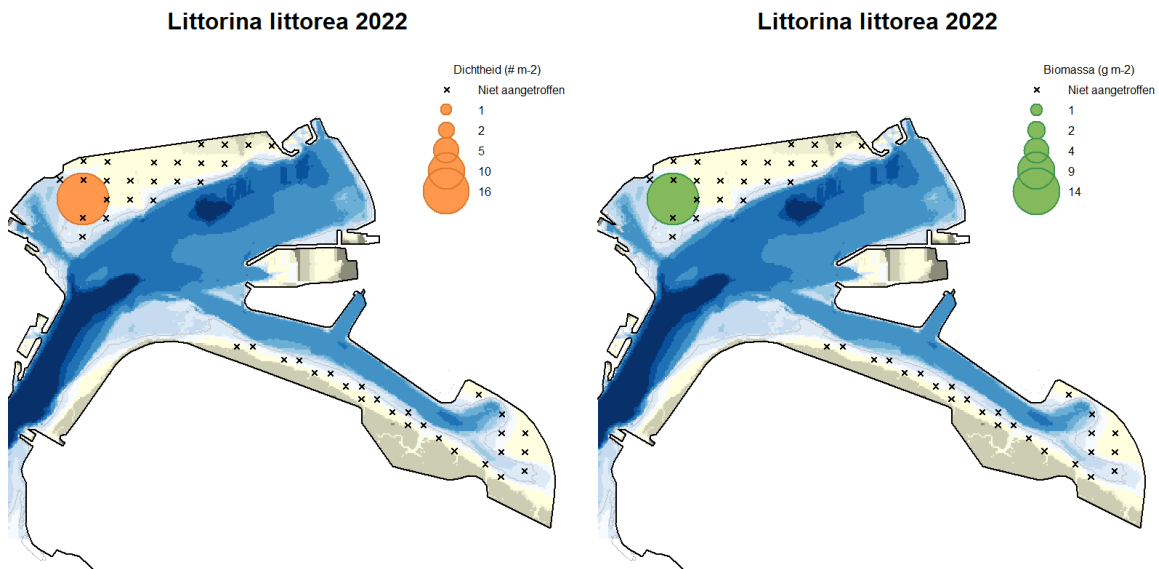 Littorina littorea 2022
Dichtheid (# m-2)
Niet aangetroffen
1
2
5
10
16
Littorina littorea 2022
Biomassa (g m-2)
Niet aangetroffen
1
2
4
9
14